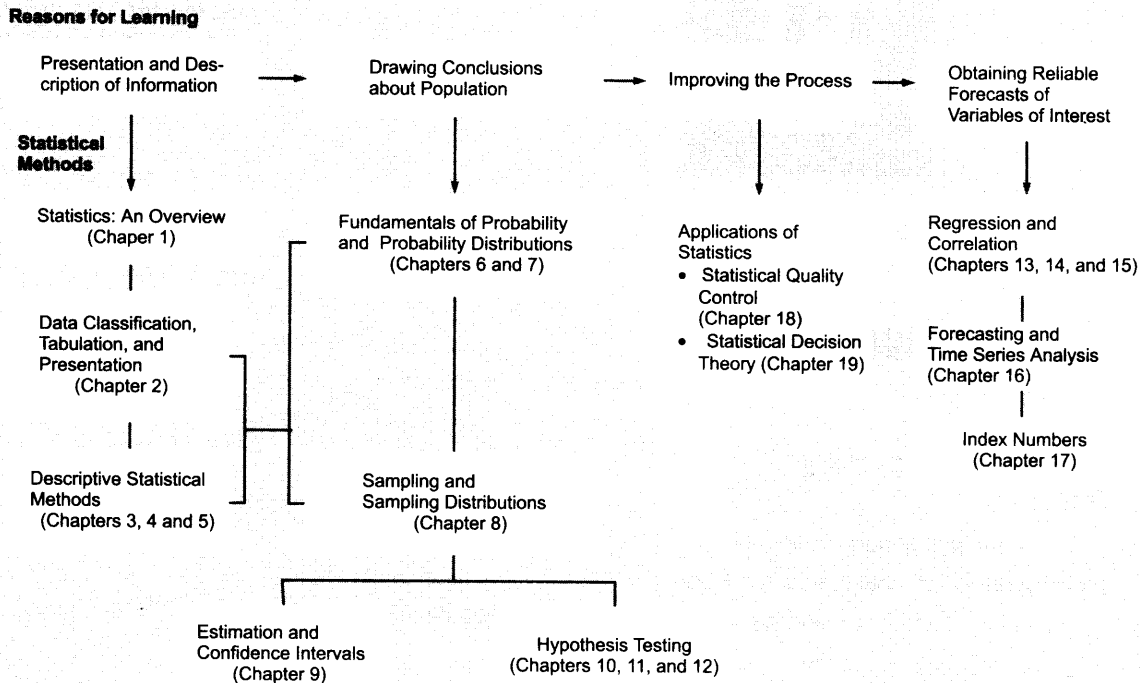 Reasons for Learning
Presentation and Des-
cription of Information
Drawing Conclusions
about Population
Improving the Process
Obtaining Reliable
Forecasts of
Variables of Interest
Statistical
Methods
Statistics: An Overview
(Chaper 1)
Data Classification,
Tabulation, and
Presentation
(Chapter 2)
Descriptive Statistical
Methods
(Chapters 3, 4 and 5)
Fundamentals of Probability
and Probability Distributions
(Chapters 6 and 7)
Sampling and
Sampling Distributions
(Chapter 8)
Estimation and
Confidence Intervals
(Chapter 9)
Hypothesis Testing
(Chapters 10, 11, and 12)
Applications of
Statistics
• Statistical Quality
Control
(Chapter 18)
• Statistical Decision
Theory (Chapter 19)
Regression and
Correlation
(Chapters 13, 14, and 15)
Forecasting and
Time Series Analysis
(Chapter 16)
Index Numbers
(Chapter 17)